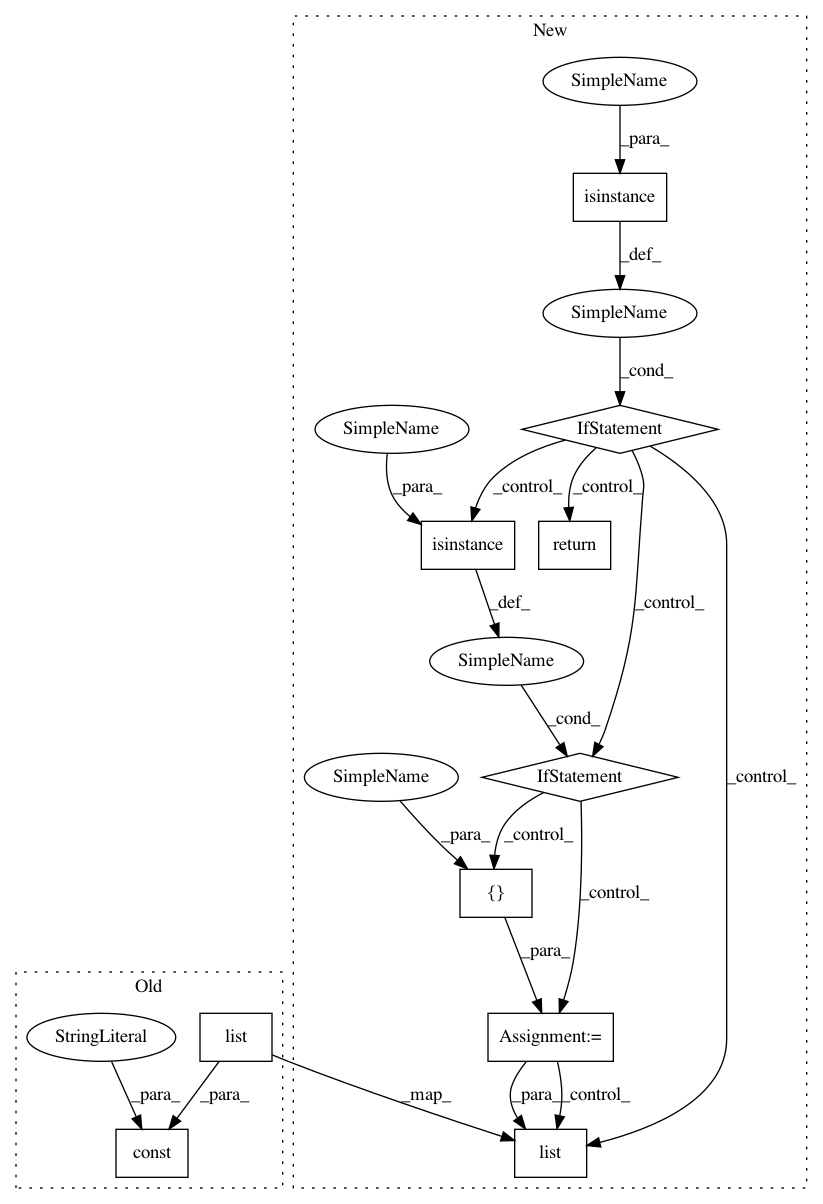 New
SimpleName
_para_
isinstance
_def_
SimpleName
_cond_
SimpleName
IfStatement
_para_
_control_
_control_
isinstance
return
_def_
_control_
SimpleName
_cond_
SimpleName
IfStatement
_control_
_para_
_control_
{}
_control_
_para_
Old
StringLiteral
list
Assignment:=
_para_
_para_
_map_
_para_
_control_
const
list